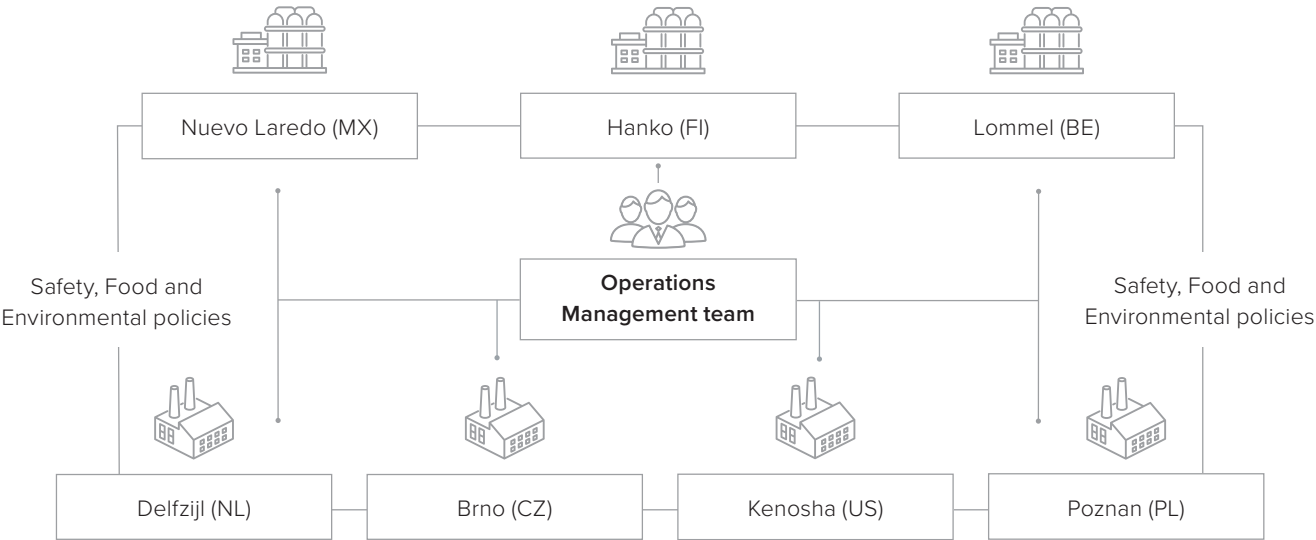 Nuevo Laredo (MX)
Hanko (FI)
Lommel (BE)
Safety, Food and
Environmental policies
Operations
Management team
Safety, Food and
Environmental policies
Delfzijl (NL)
Brno (CZ)
Kenosha (US)
Poznan (PL)